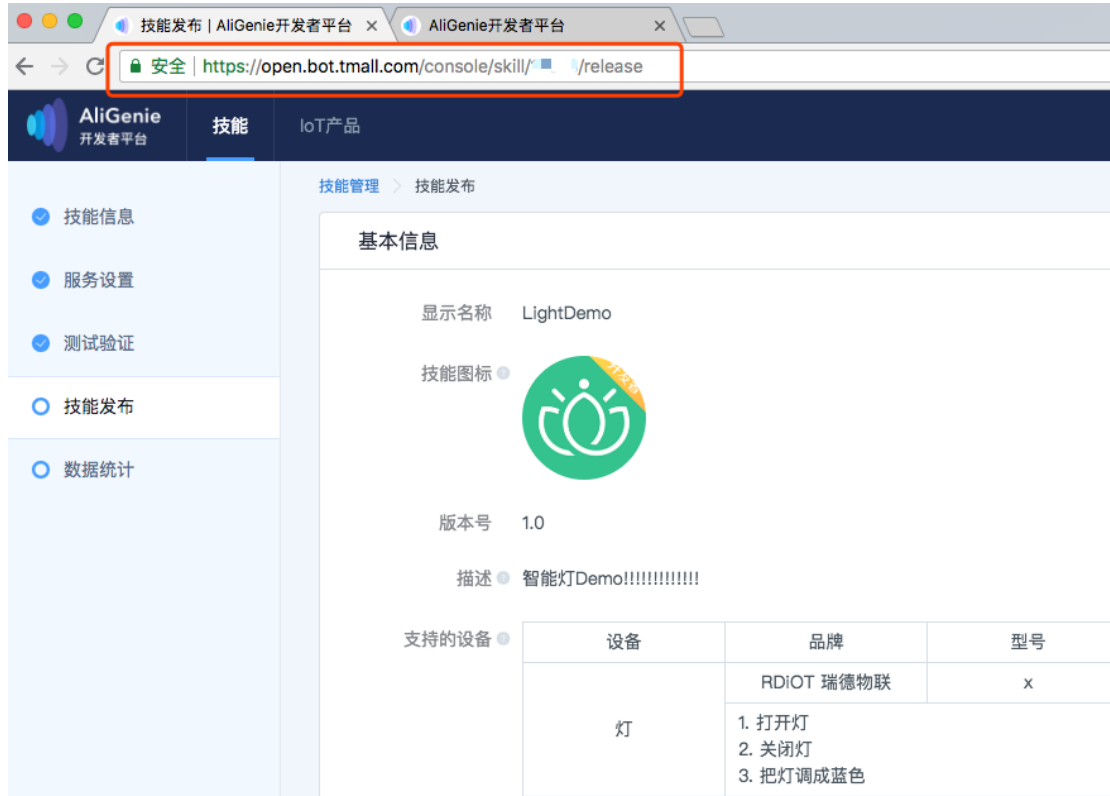 技能发布 | AliGenie开发者平台
AliGenie开发者平台
安全 | https://open.bot.tmall.com/console/skill/ /release
AliGenie
开发者平台
技能
IoT产品
技能管理 > 技能发布
技能信息
服务设置
测试验证
技能发布
数据统计
基本信息
显示名称 LightDemo
技能图标
开发者
版本号 1.0
描述 智能灯Demo!!!!!!!!!!!!!
支持的设备
设备 品牌 型号
RDiOT 瑞德物联 x
灯
1. 打开灯
2. 关闭灯
3. 把灯调成蓝色